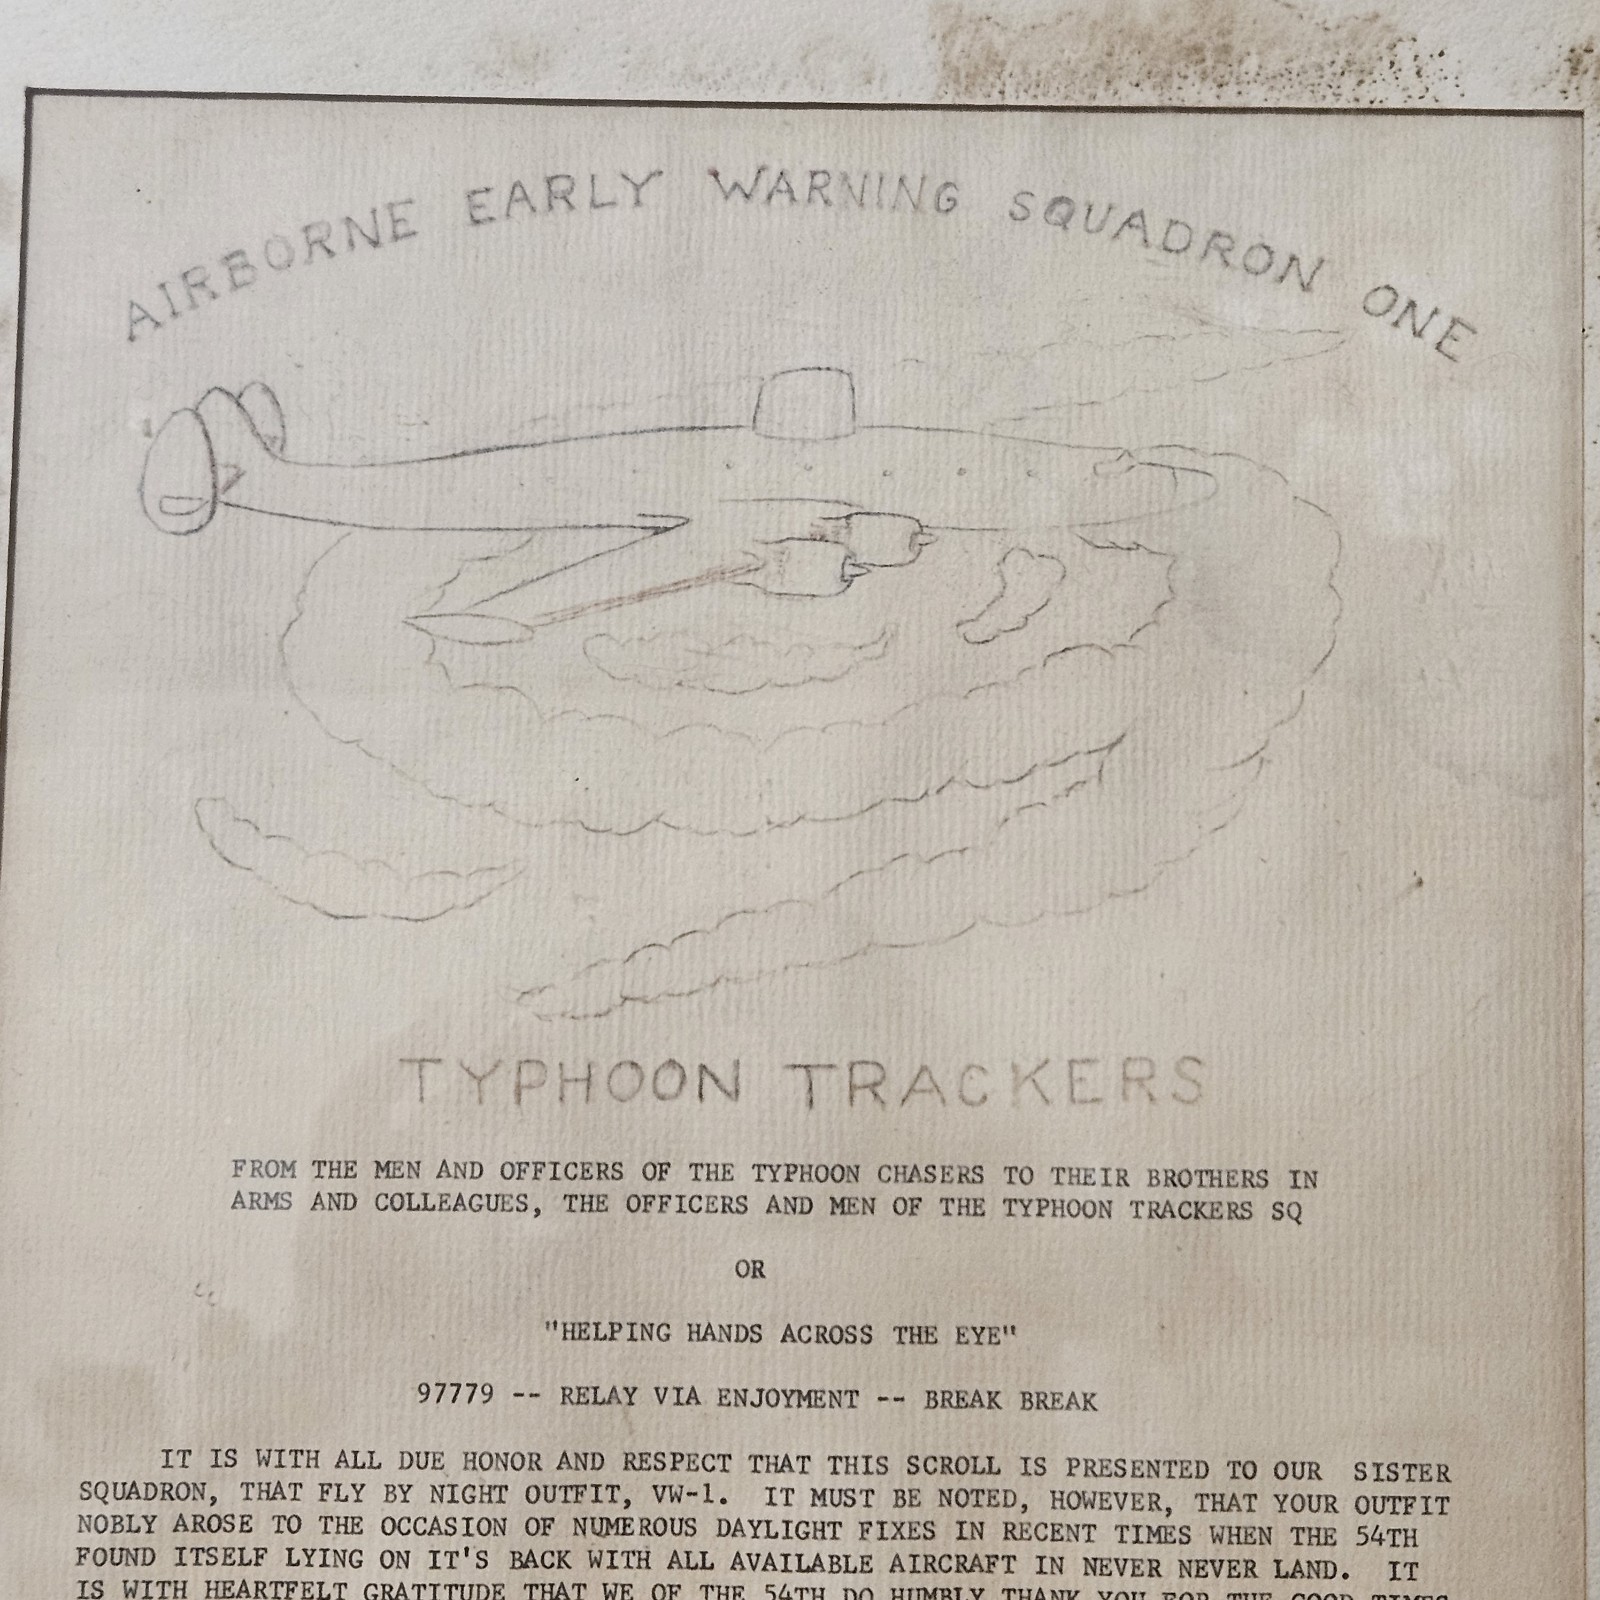 AIRBORNE EARLY WARNING SQUADRON ONE
TYPHOON TRACKERS
FROM THE MEN AND OFFICERS OF THE TYPHOON CHASERS TO THEIR BROTHERS IN
ARMS AND COLLEAGUES, THE OFFICERS AND MEN OF THE TYPHOON TRACKERS SQ
OR
"HELPING HANDS ACROSS THE EYE"
97779 -- RELAY VIA ENJOYMENT -- BREAK BREAK
IT IS WITH ALL DUE HONOR AND RESPECT THAT THIS SCROLL IS PRESENTED TO OUR SISTER
SQUADRON, THAT FLY BY NIGHT OUTFIT, VW-1. IT MUST BE NOTED, HOWEVER, THAT YOUR OUTFIT
NOBLY AROSE TO THE OCCASION OF NUMEROUS DAYLIGHT FIXES IN RECENT TIMES WHEN THE 54TH
FOUND ITSELF LYING ON IT'S BACK WITH ALL AVAILABLE AIRCRAFT IN NEVER NEVER LAND. IT
IS WITH HEARTFELT GRATITUDE THAT WE OF THE 54TH DO HUMBLY THANK YOU FOR THE GOOD TIMES